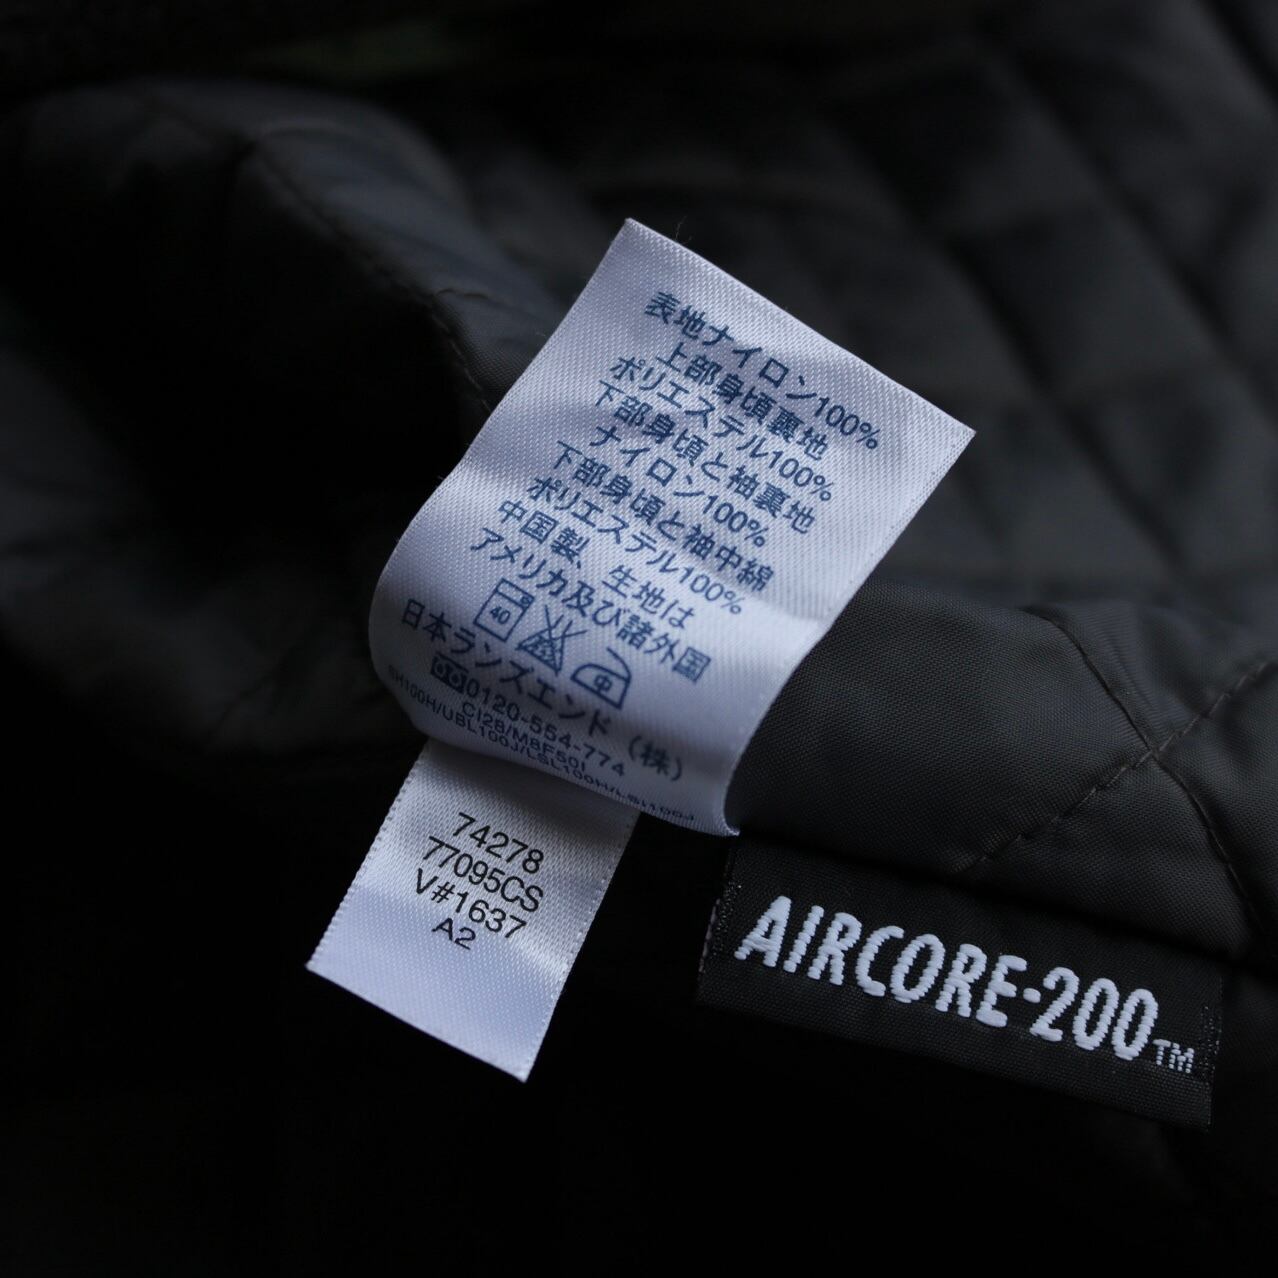 表地ナイロン100%
上部身頃裏地
ポリエステル100%
下部身頃と袖裏地
ナイロン100%
下部身頃と袖中綿
ポリエステル100%
中国製、生地は
アメリカ及び諸外国
40 中
日本ランズエンド(株)
0120-554-774
CI28/M8F50I
74278
77095CS
V#1637
A2
AIRCORE-200™